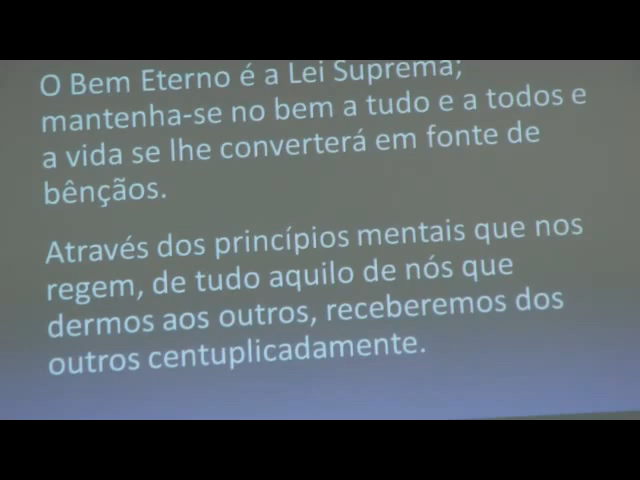 O Bem Eterno é a Lei Suprema;
mantenha-se no bem a tudo e a todos e
a vida se lhe converterá em fonte de
bênçãos.
Através dos princípios mentais que nos
regem, de tudo aquilo de nós que
dermos aos outros, receberemos dos
outros centuplicadamente.